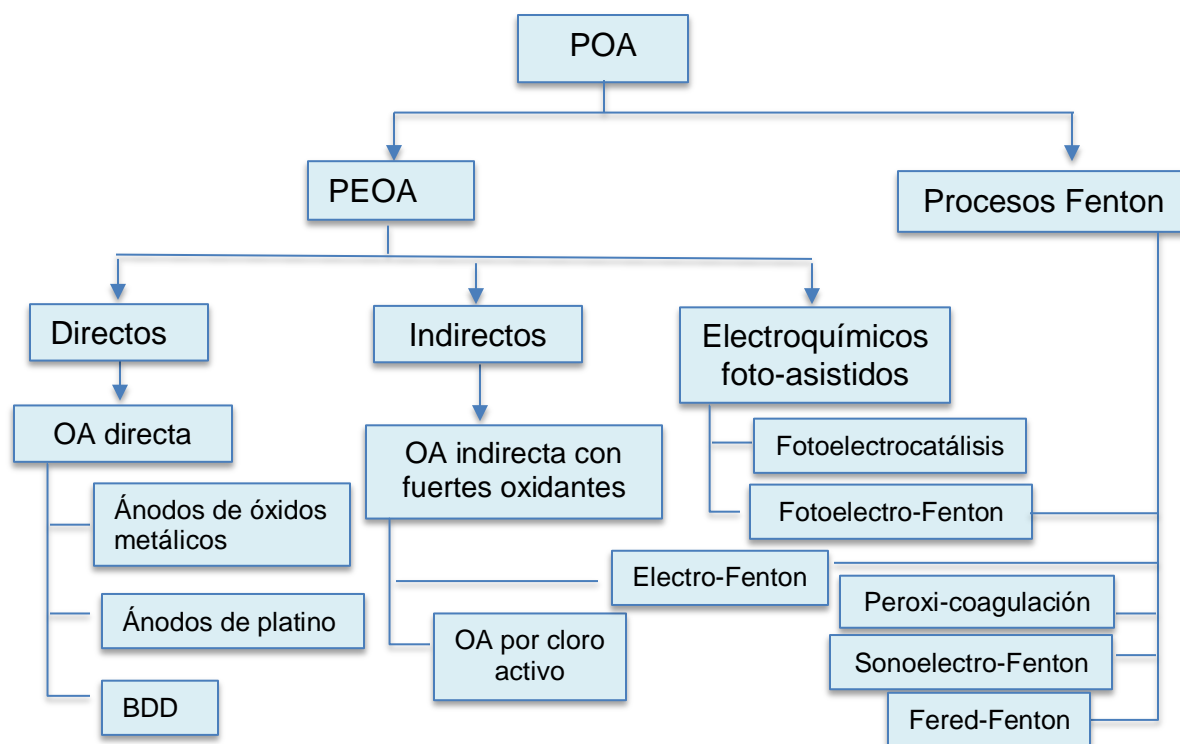 POA
PEOA
Procesos Fenton
Directos
Indirectos
Electroquímicos
foto-asistidos
OA directa
OA indirecta con
fuertes oxidantes
Fotoelectrocatálisis
Ánodos de óxidos
metálicos
Fotoelectro-Fenton
Electro-Fenton
Peroxi-coagulación
Ánodos de platino
OA por cloro
activo
Sonoelectro-Fenton
BDD
Fered-Fenton